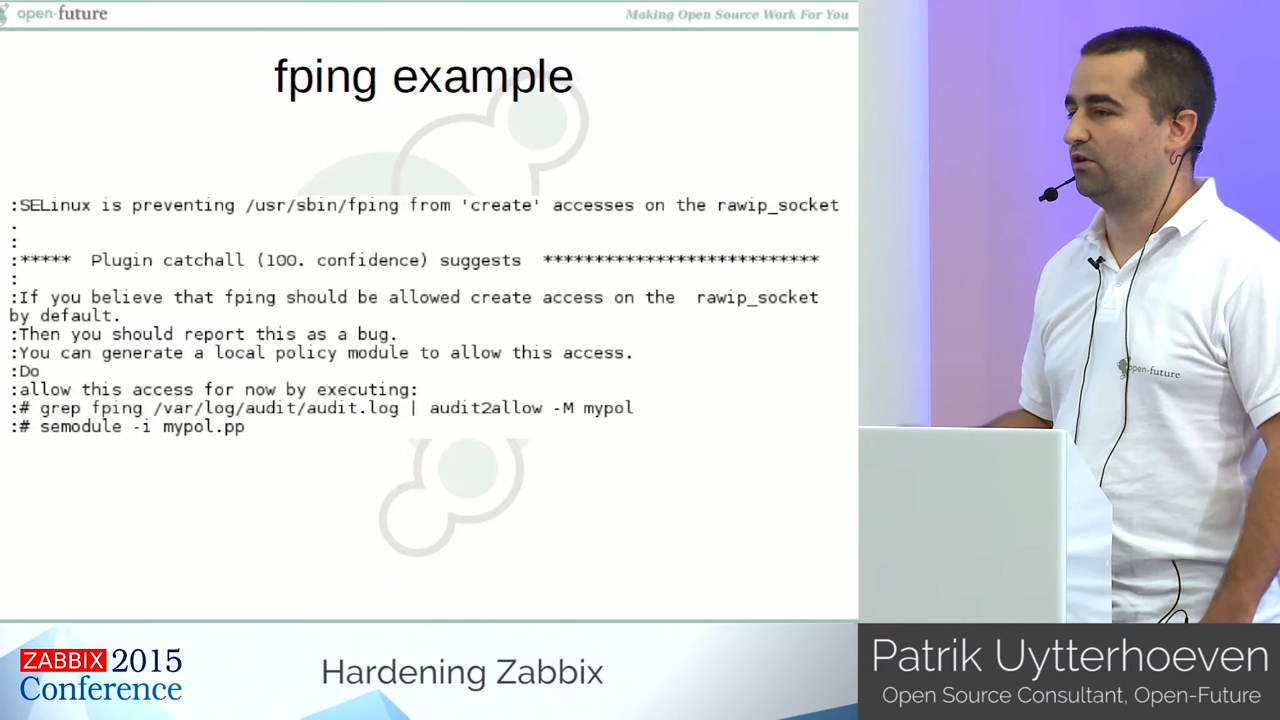 open-future
Making Open Source Work For You
fping example
:SELinux is preventing /usr/sbin/fping from 'create' accesses on the rawip_socket
.
:
:***** Plugin catchall (100. confidence) suggests ***************************
:
:If you believe that fping should be allowed create access on the rawip_socket
by default.
:Then you should report this as a bug.
:You can generate a local policy module to allow this access.
:Do
:allow this access for now by executing:
:# grep fping /var/log/audit/audit.log | audit2allow -M mypol
:# semodule -i mypol.pp
open-future
ZABBIX 2015
Conference
Hardening Zabbix
Patrik Uytterhoeven
Open Source Consultant, Open-Future